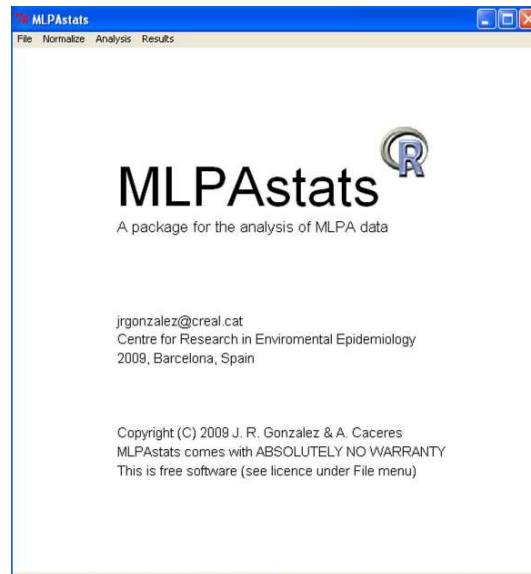 MLPAstats
File Normalize Analysis Results
R
MLPAstats
A package for the analysis of MLPA data
jrgonzalez@creal.cat
Centre for Research in Enviromental Epidemiology
2009, Barcelona, Spain
Copyright (C) 2009 J. R. Gonzalez & A. Caceres
MLPAstats comes with ABSOLUTELY NO WARRANTY
This is free software (see licence under File menu)